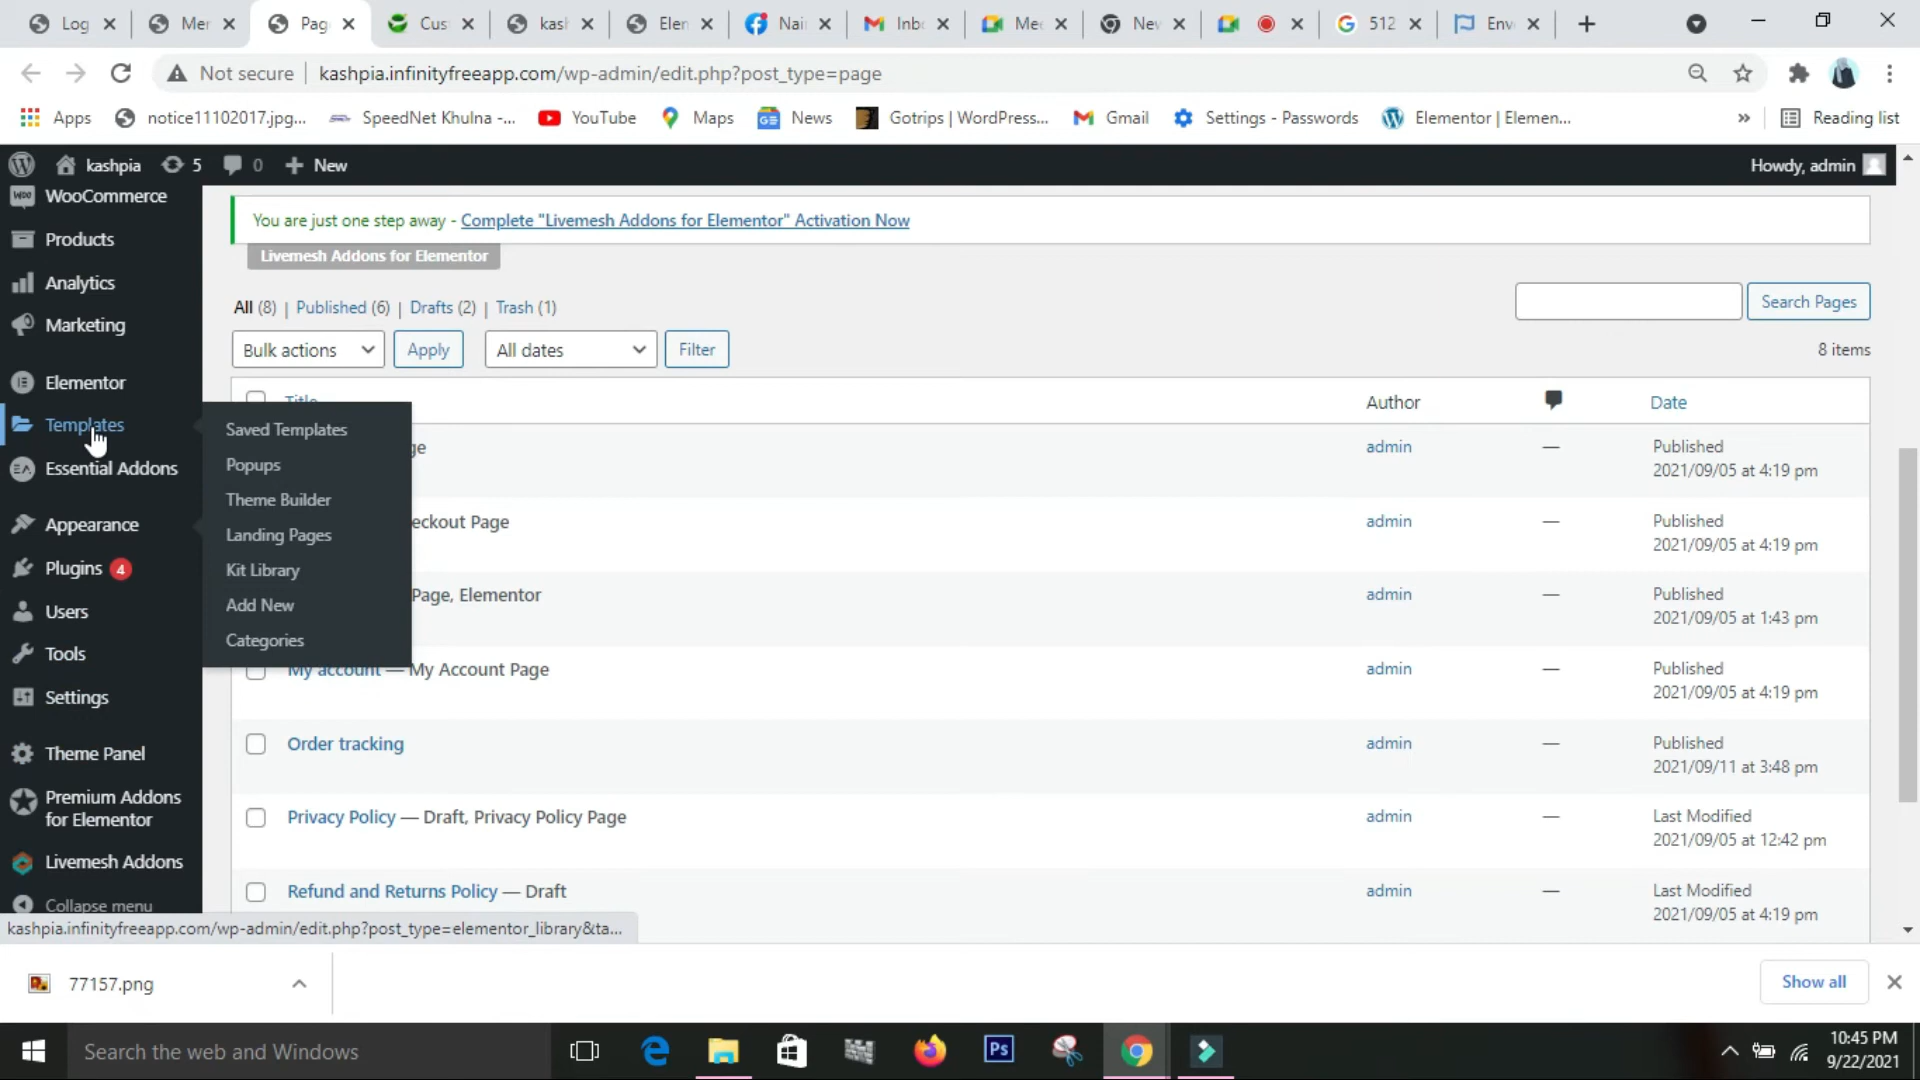 Log
Mer
Pag
Cus
kash
Elen
Nai
Inb
Mee
Nev
512
Env
Not secure
kashpia.infinityfreeapp.com/wp-admin/edit.php?post_type=page
Apps
notice11102017.jpg...
SpeedNet Khulna -...
YouTube
Maps
News
Gotrips | WordPress...
Gmail
Settings - Passwords
Elementor | Elemen...
»
Reading list
kashpia
5
0
New
Howdy, admin
WooCommerce
Products
Analytics
Marketing
Elementor
Templates
Essential Addons
Appearance
Plugins 4
Users
Tools
Settings
Theme Panel
Premium Addons
for Elementor
Livemesh Addons
Collapse menu
Saved Templates
Popups
Theme Builder
Landing Pages
Kit Library
Add New
Categories
You are just one step away - Complete "Livemesh Addons for Elementor" Activation Now
Livemesh Addons for Elementor
All (8) | Published (6) | Drafts (2) | Trash (1)
Search Pages
Bulk actions
Apply
All dates
Filter
8 items
Title
Author
Date
ge
admin
—
Published
2021/09/05 at 4:19 pm
eckout Page
admin
—
Published
2021/09/05 at 4:19 pm
Page, Elementor
admin
—
Published
2021/09/05 at 1:43 pm
My account — My Account Page
admin
—
Published
2021/09/05 at 4:19 pm
Order tracking
admin
—
Published
2021/09/11 at 3:48 pm
Privacy Policy — Draft, Privacy Policy Page
admin
—
Last Modified
2021/09/05 at 12:42 pm
Refund and Returns Policy — Draft
admin
—
Last Modified
2021/09/05 at 4:19 pm
kashpia.infinityfreeapp.com/wp-admin/edit.php?post_type=elementor_library&ta...
77157.png
Show all
Search the web and Windows
Ps
10:45 PM
9/22/2021